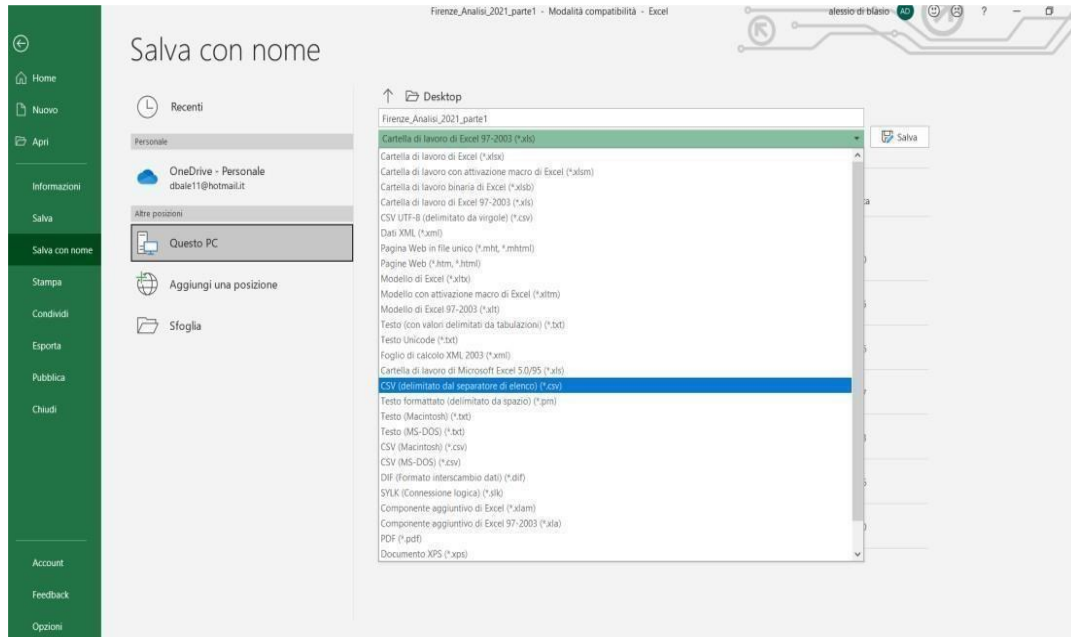 Firenze_Analisi_2021_parte1 - Modalità compatibilità - Excel
alessio di blasio AD ?
Salva con nome
Home
Nuovo
Apri
Informazioni
Salva
Salva con nome
Stampa
Condividi
Esporta
Pubblica
Chiudi
Account
Feedback
Opzioni
Recenti
Personale
OneDrive - Personale
dbale11@hotmail.it
Altre posizioni
Questo PC
Aggiungi una posizione
Sfoglia
Desktop
Firenze_Analisi_2021_parte1
Cartella di lavoro di Excel 97-2003 (*.xls)
Salva
Cartella di lavoro di Excel (*.xlsx)
Cartella di lavoro con attivazione macro di Excel (*.xlsm)
Cartella di lavoro binaria di Excel (*.xlsb)
Cartella di lavoro di Excel 97-2003 (*.xls)
CSV UTF-8 (delimitato da virgole) (*.csv)
Dati XML (*.xml)
Pagina Web in file unico (*.mht, *.mhtml)
Pagine Web (*.htm, *.html)
Modello di Excel (*.xltx)
Modello con attivazione macro di Excel (*.xltm)
Modello di Excel 97-2003 (*.xlt)
Testo (con valori delimitati da tabulazioni) (*.txt)
Testo Unicode (*.txt)
Foglio di calcolo XML 2003 (*.xml)
Cartella di lavoro di Microsoft Excel 5.0/95 (*.xls)
CSV (delimitato dal separatore di elenco) (*.csv)
Testo formattato (delimitato da spazio) (*.prn)
Testo (Macintosh) (*.txt)
Testo (MS-DOS) (*.txt)
CSV (Macintosh) (*.csv)
CSV (MS-DOS) (*.csv)
DIF (Formato interscambio dati) (*.dif)
SYLK (Connessione logica) (*.slk)
Componente aggiuntivo di Excel (*.xlam)
Componente aggiuntivo di Excel 97-2003 (*.xla)
PDF (*.pdf)
Documento XPS (*.xps)